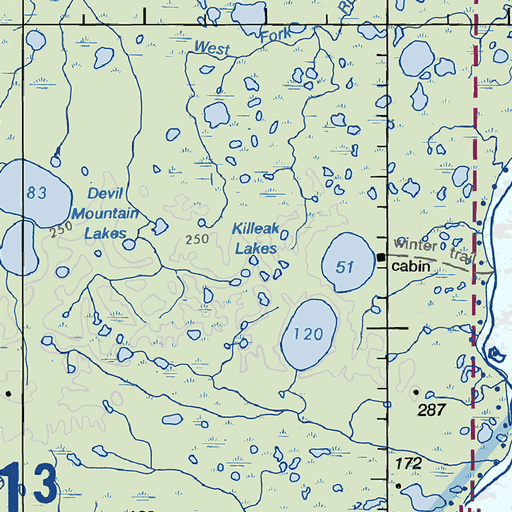 West Fork
83
Devil
Mountain
Lakes
250
250
Killeak
Lakes
winter trail
51
cabin
120
287
172
13